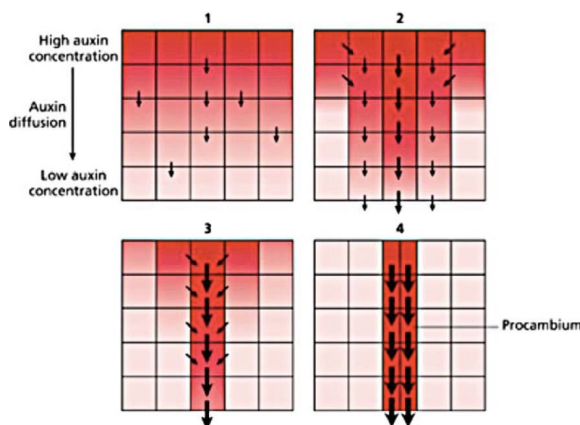 1
2
High auxin
concentration
Auxin
diffusion
Low auxin
concentration
3
4
Procambium